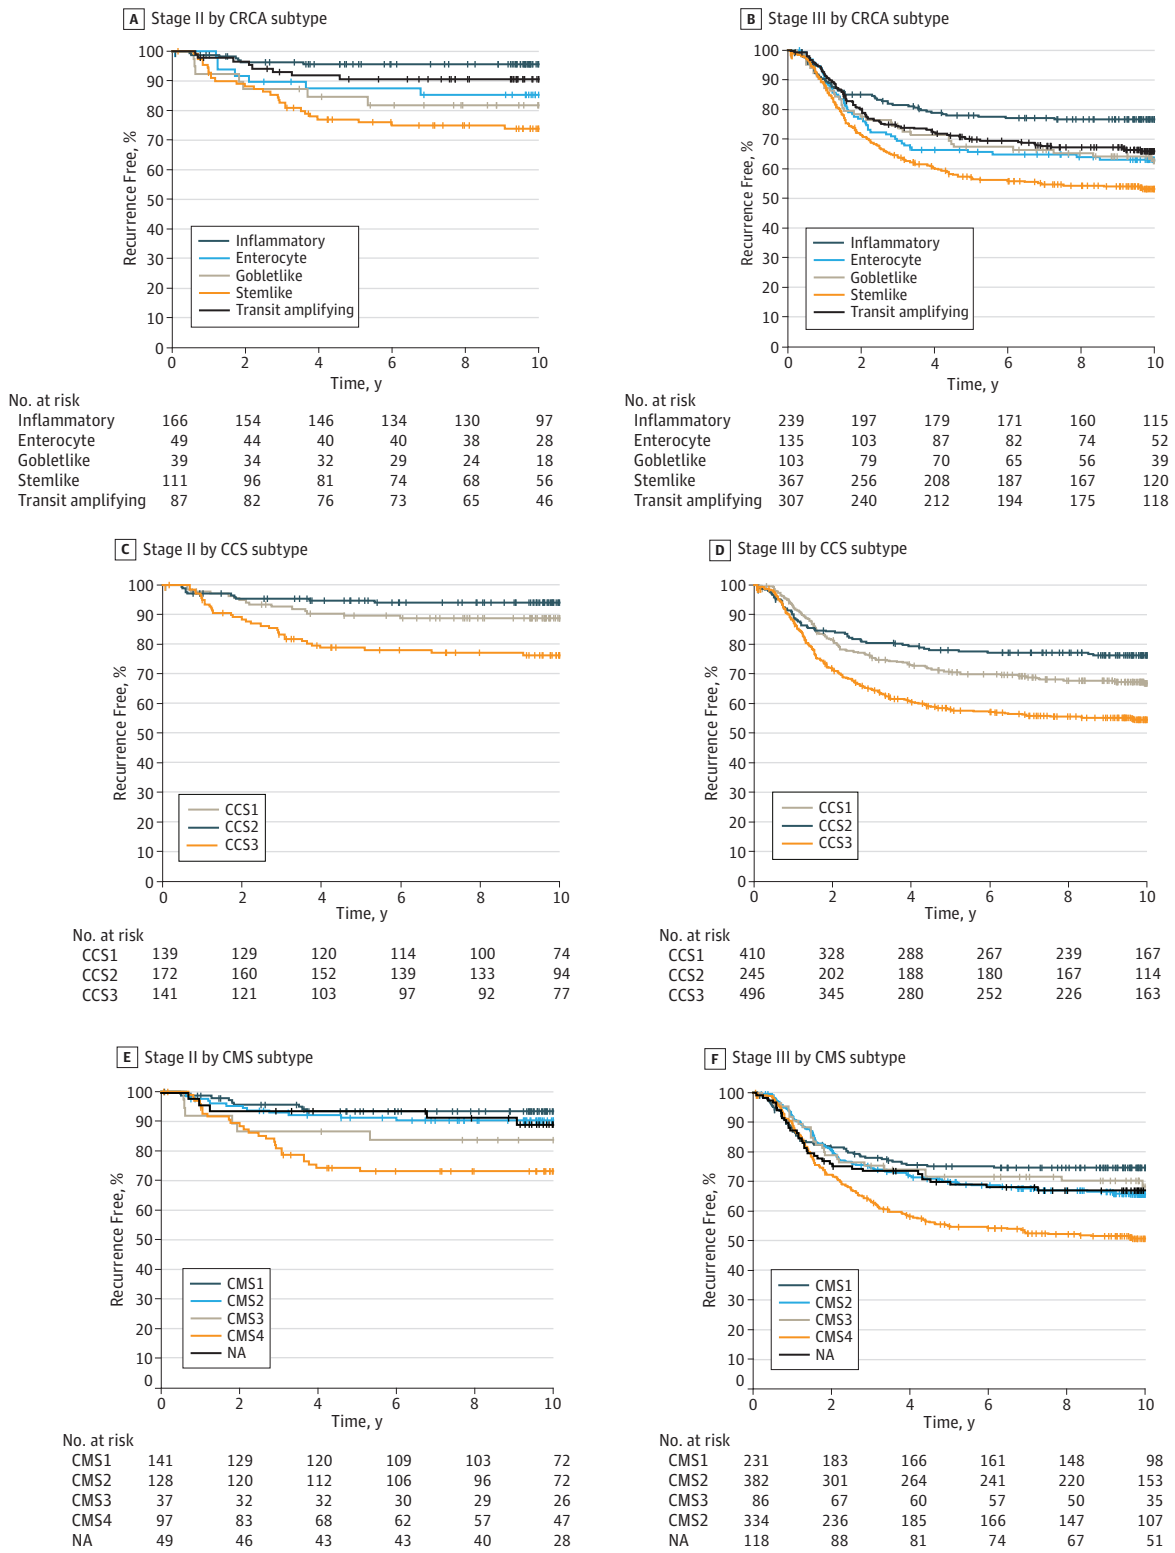 A Stage II by CRCA subtype
100
90
80
70
60
50
40
30
20
10
0
Recurrence Free, %
Inflammatory
Enterocyte
Gobletlike
Stemlike
Transit amplifying
0 2 4 6 8 10
Time, y
No. at risk
Inflammatory 166 154 146 134 130 97
Enterocyte 49 44 40 40 38 28
Gobletlike 39 34 32 29 24 18
Stemlike 111 96 81 74 68 56
Transit amplifying 87 82 76 73 65 46
B Stage III by CRCA subtype
100
90
80
70
60
50
40
30
20
10
0
Recurrence Free, %
Inflammatory
Enterocyte
Gobletlike
Stemlike
Transit amplifying
0 2 4 6 8 10
Time, y
No. at risk
Inflammatory 239 197 179 171 160 115
Enterocyte 135 103 87 82 74 52
Gobletlike 103 79 70 65 56 39
Stemlike 367 256 208 187 167 120
Transit amplifying 307 240 212 194 175 118
C Stage II by CCS subtype
100
90
80
70
60
50
40
30
20
10
0
Recurrence Free, %
CCS1
CCS2
CCS3
0 2 4 6 8 10
Time, y
No. at risk
CCS1 139 129 120 114 100 74
CCS2 172 160 152 139 133 94
CCS3 141 121 103 97 92 77
D Stage III by CCS subtype
100
90
80
70
60
50
40
30
20
10
0
Recurrence Free, %
CCS1
CCS2
CCS3
0 2 4 6 8 10
Time, y
No. at risk
CCS1 410 328 288 267 239 167
CCS2 245 202 188 180 167 114
CCS3 496 345 280 252 226 163
E Stage II by CMS subtype
100
90
80
70
60
50
40
30
20
10
0
Recurrence Free, %
CMS1
CMS2
CMS3
CMS4
NA
0 2 4 6 8 10
Time, y
No. at risk
CMS1 141 129 120 109 103 72
CMS2 128 120 112 106 96 72
CMS3 37 32 32 30 29 26
CMS4 97 83 68 62 57 47
NA 49 46 43 43 40 28
F Stage III by CMS subtype
100
90
80
70
60
50
40
30
20
10
0
Recurrence Free, %
CMS1
CMS2
CMS3
CMS4
NA
0 2 4 6 8 10
Time, y
No. at risk
CMS1 231 183 166 161 148 98
CMS2 382 301 264 241 220 153
CMS3 86 67 60 57 50 35
CMS2 334 236 185 166 147 107
NA 118 88 81 74 67 51